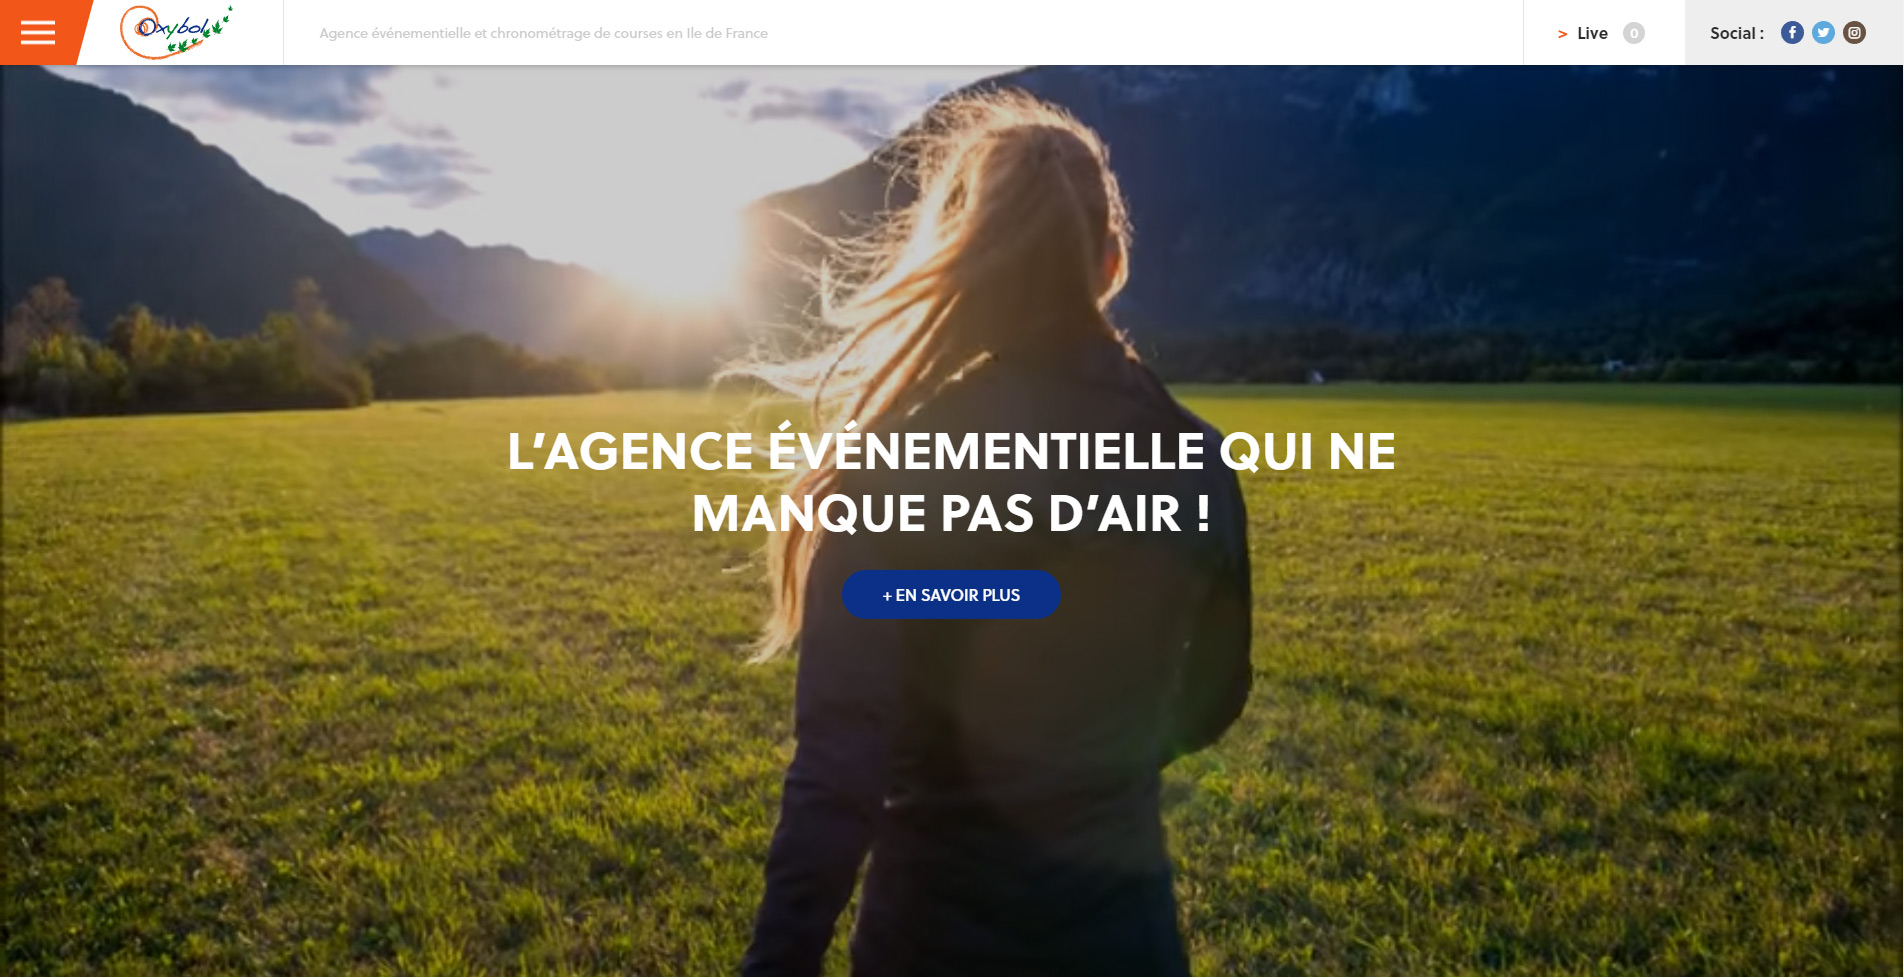 Oxybol
Agence événementielle et chronométrage de courses en Ile de France
> Live 0
Social :
L'AGENCE ÉVÉNEMENTIELLE QUI NE
MANQUE PAS D'AIR !
+ EN SAVOIR PLUS